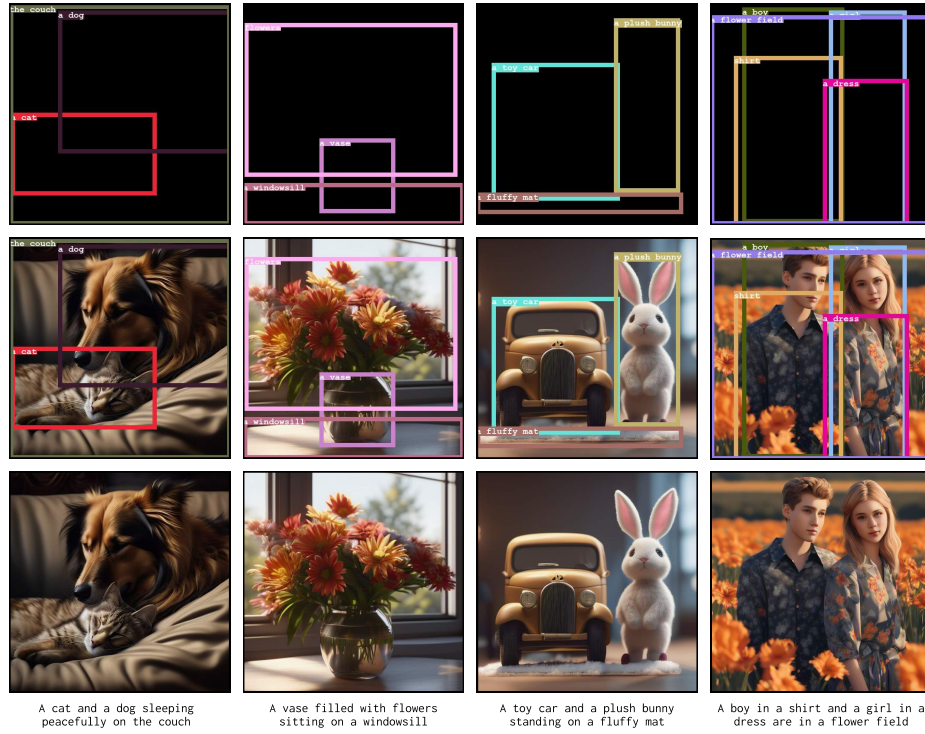 the couch
a dog
a cat
flowers
a vase
a windowsill
a plush bunny
a toy car
a fluffy mat
a boy
a girl
a flower field
shirt
a dress
the couch
a dog
a cat
flowers
a vase
a windowsill
a plush bunny
a toy car
a fluffy mat
a boy
a flower field
shirt
a dress
A cat and a dog sleeping
peacefully on the couch
A vase filled with flowers
sitting on a windowsill
A toy car and a plush bunny
standing on a fluffy mat
A boy in a shirt and a girl in a
dress are in a flower field